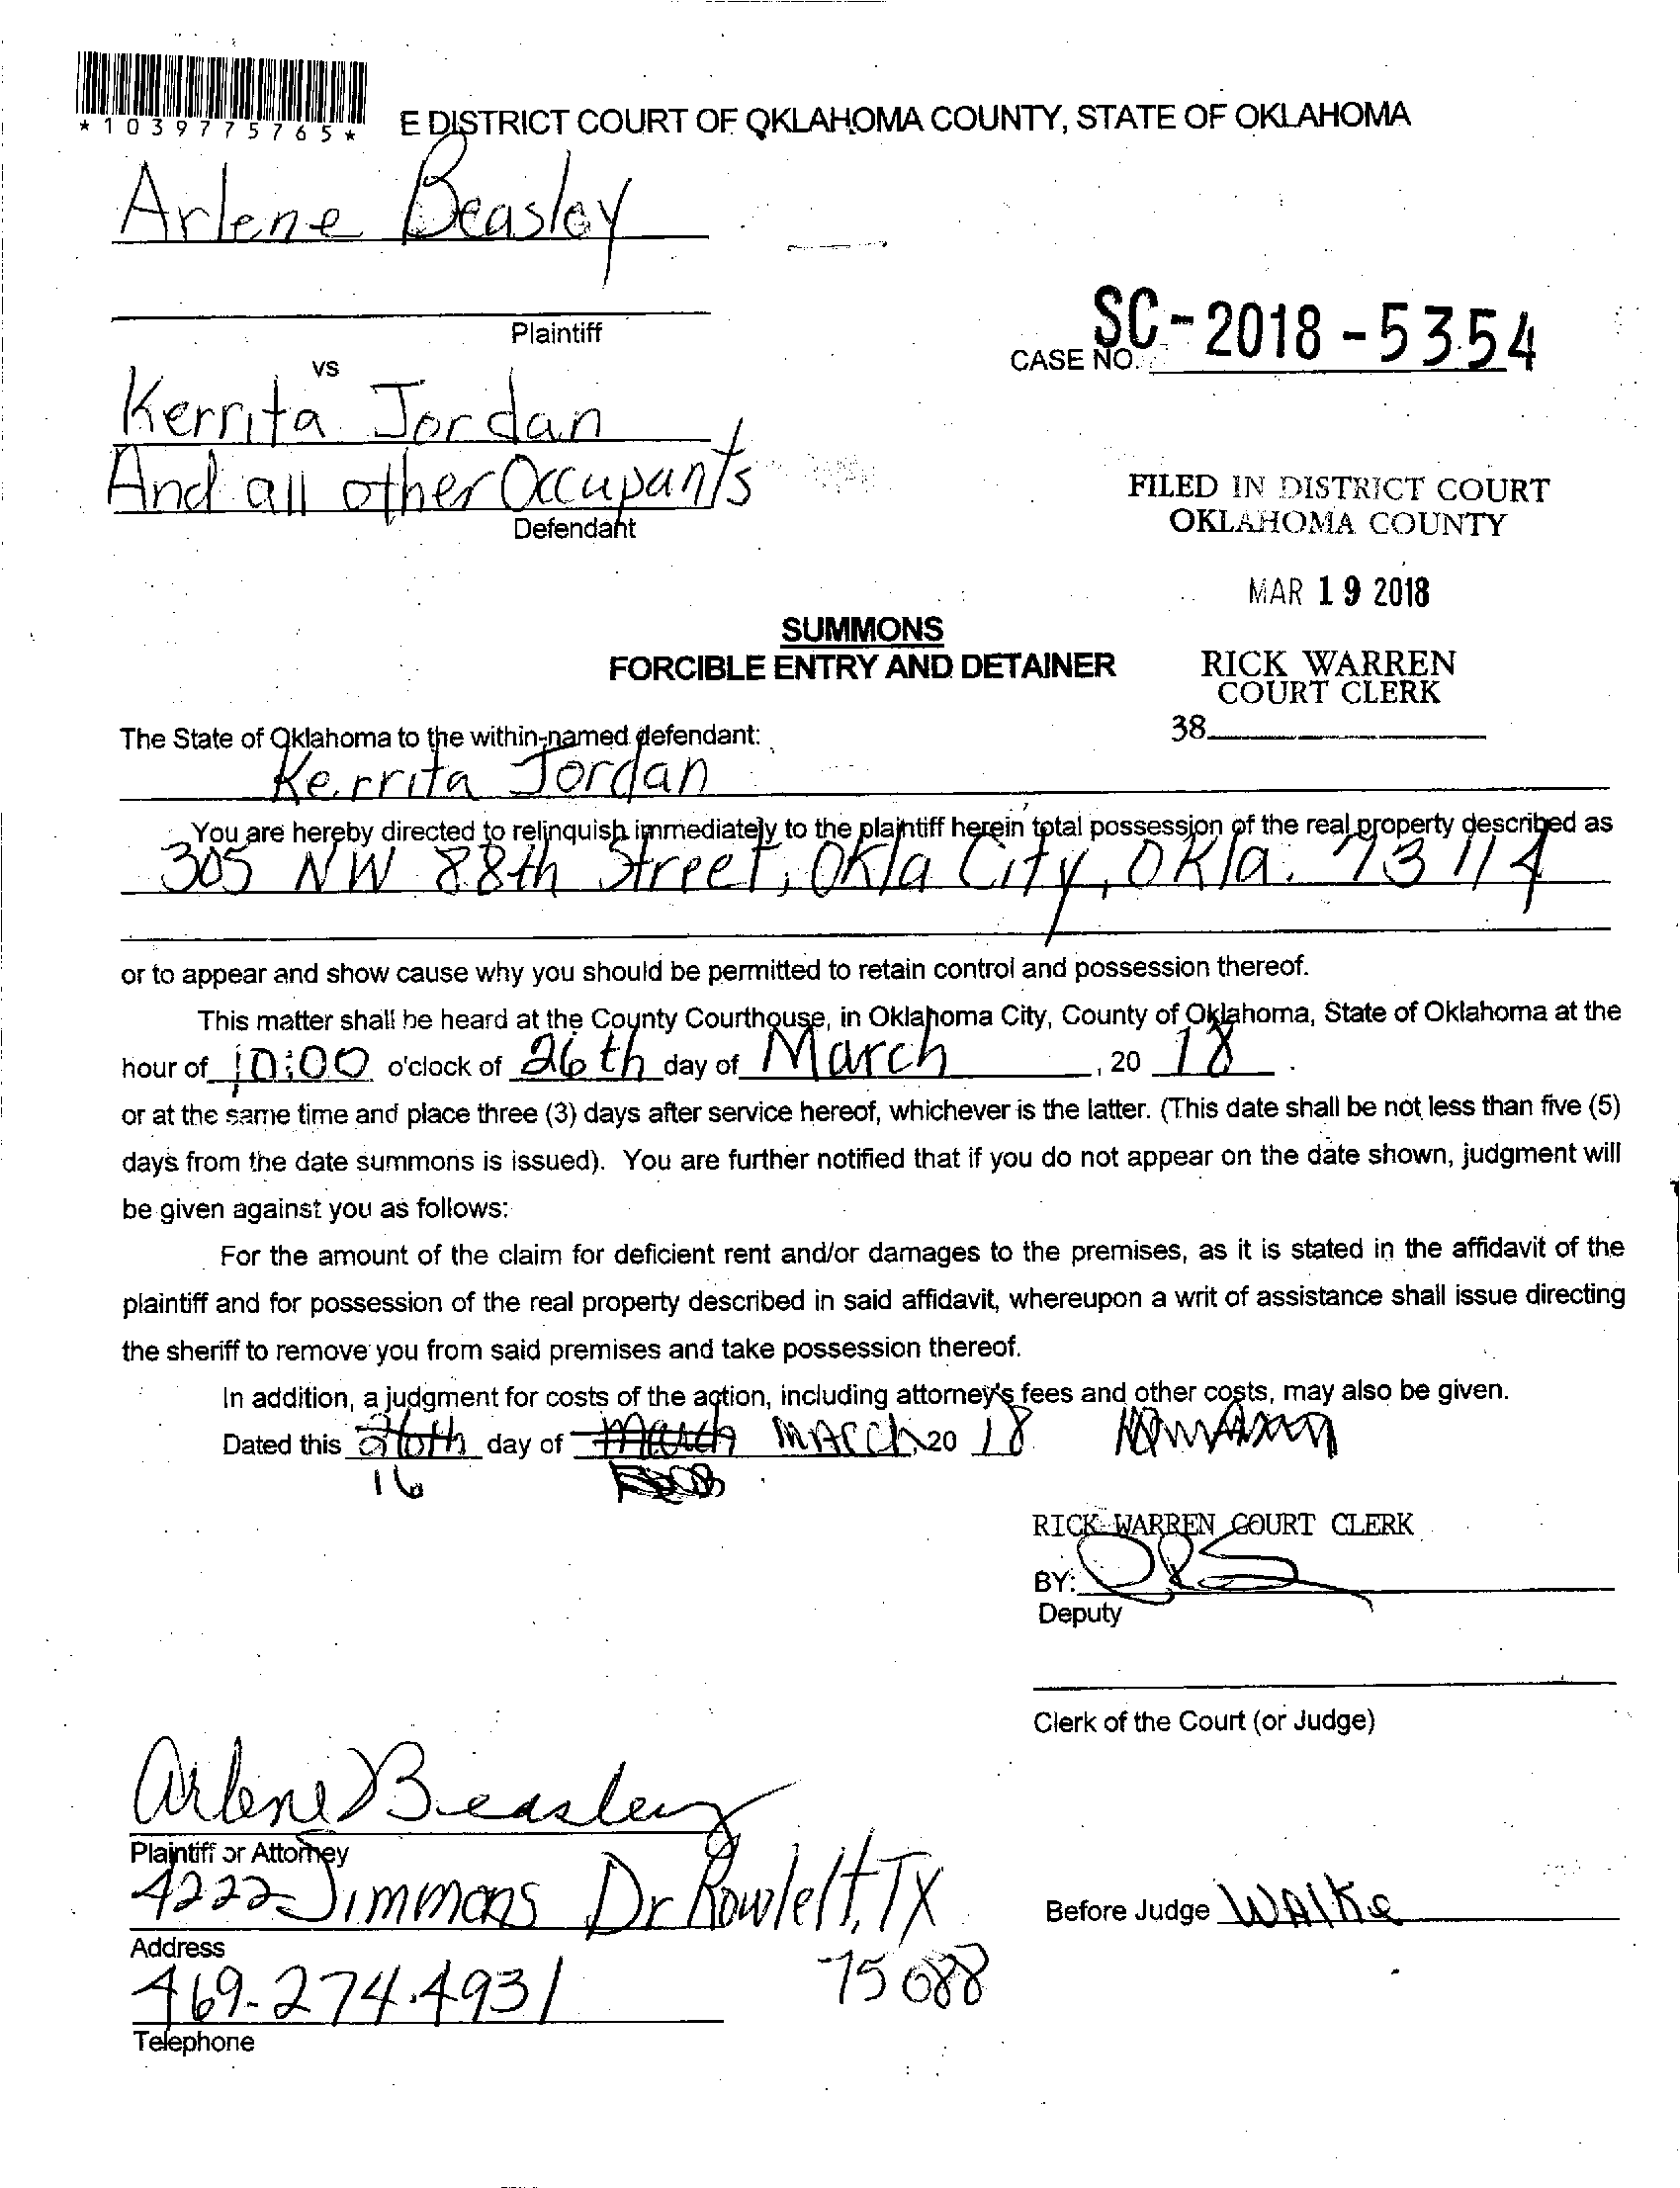 *1039775765*
E DISTRICT COURT OF OKLAHOMA COUNTY, STATE OF OKLAHOMA
Arlene Beasley
Plaintiff
vs
CASE NO. SC-2018-5354
Kerrita Jordan
And all other Occupants
Defendant
FILED IN DISTRICT COURT
OKLAHOMA COUNTY
MAR 19 2018
SUMMONS
FORCIBLE ENTRY AND DETAINER
RICK WARREN
COURT CLERK
38
The State of Oklahoma to the within-named defendant:
Kerrita Jordan
You are hereby directed to relinquish immediately to the plaintiff herein total possession of the real property described as
305 NW 88th Street, Okla City, Okla. 73114
or to appear and show cause why you should be permitted to retain control and possession thereof.
This matter shall be heard at the County Courthouse, in Oklahoma City, County of Oklahoma, State of Oklahoma at the
hour of 10:00 o'clock of 26th day of March, 20 18.
or at the same time and place three (3) days after service hereof, whichever is the latter. (This date shall be not less than five (5)
days from the date summons is issued). You are further notified that if you do not appear on the date shown, judgment will
be given against you as follows:
For the amount of the claim for deficient rent and/or damages to the premises, as it is stated in the affidavit of the
plaintiff and for possession of the real property described in said affidavit, whereupon a writ of assistance shall issue directing
the sheriff to remove you from said premises and take possession thereof.
In addition, a judgment for costs of the action, including attorney's fees and other costs, may also be given.
Dated this 26th day of March March 20 18
16
RICK WARREN COURT CLERK
BY:
Deputy
Clerk of the Court (or Judge)
Arlene Beasley
Plaintiff or Attorney
4222 Simmons Dr Rowlett, TX
75088
Address
Before Judge Walke
469-274-4931
Telephone